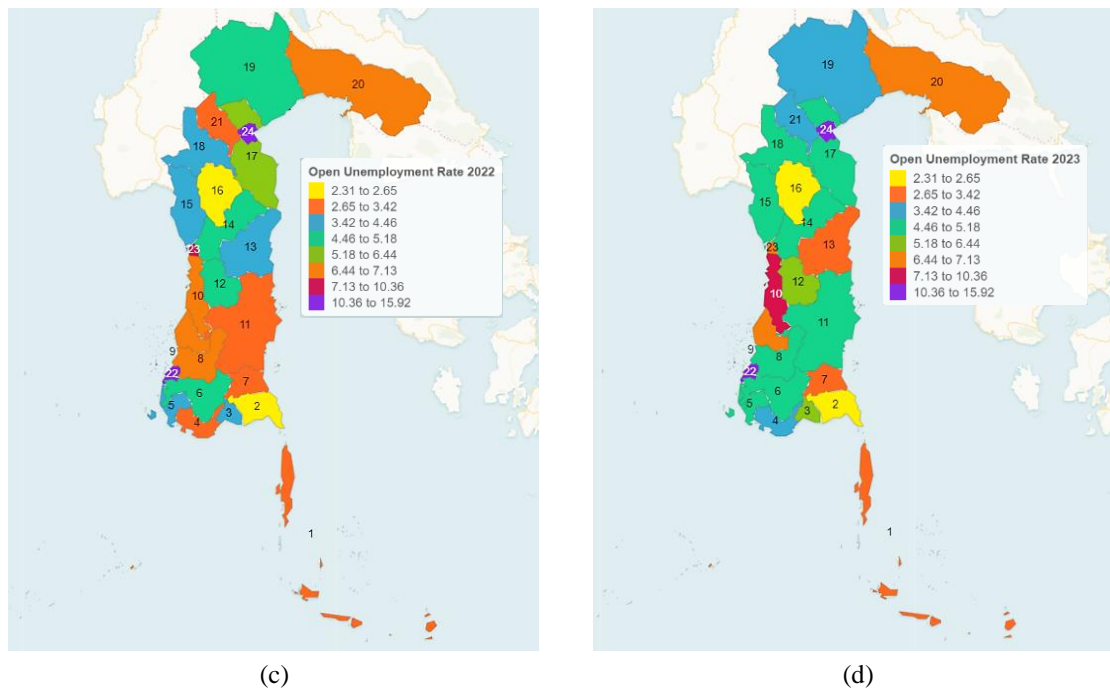 19
20
21
24
18
17
16
15
14
13
23
12
10
11
9
8
22
7
6
5
4
3
2
1
Open Unemployment Rate 2022
2.31 to 2.65
2.65 to 3.42
3.42 to 4.46
4.46 to 5.18
5.18 to 6.44
6.44 to 7.13
7.13 to 10.36
10.36 to 15.92
(c)
19
20
21
24
18
17
16
15
14
13
23
12
10
11
9
8
22
7
6
5
4
3
2
1
Open Unemployment Rate 2023
2.31 to 2.65
2.65 to 3.42
3.42 to 4.46
4.46 to 5.18
5.18 to 6.44
6.44 to 7.13
7.13 to 10.36
10.36 to 15.92
(d)